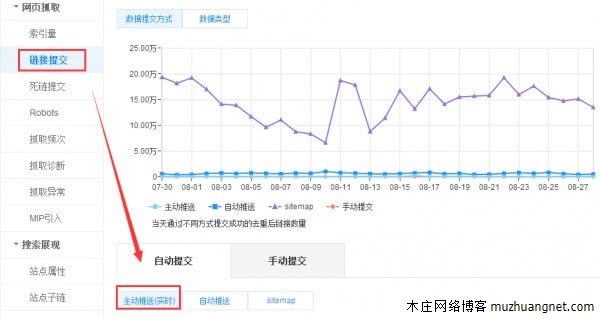 网页抓取
索引量
链接提交
死链提交
Robots
抓取频次
抓取诊断
抓取异常
MIP引入
搜索展现
站点属性
站点子链
数据提交方式 数据类型
25.00万
20.00万
15.00万
10.00万
5.00万
0
07-30 08-01 08-03 08-05 08-07 08-09 08-11 08-13 08-15 08-17 08-19 08-21 08-23 08-25 08-27
主动推送 自动推送 sitemap 手动提交
当天通过不同方式提交成功的去重后链接数量
自动提交 手动提交
主动推送(实时) 自动推送 sitemap
木庄网络博客 muzhuangnet.com